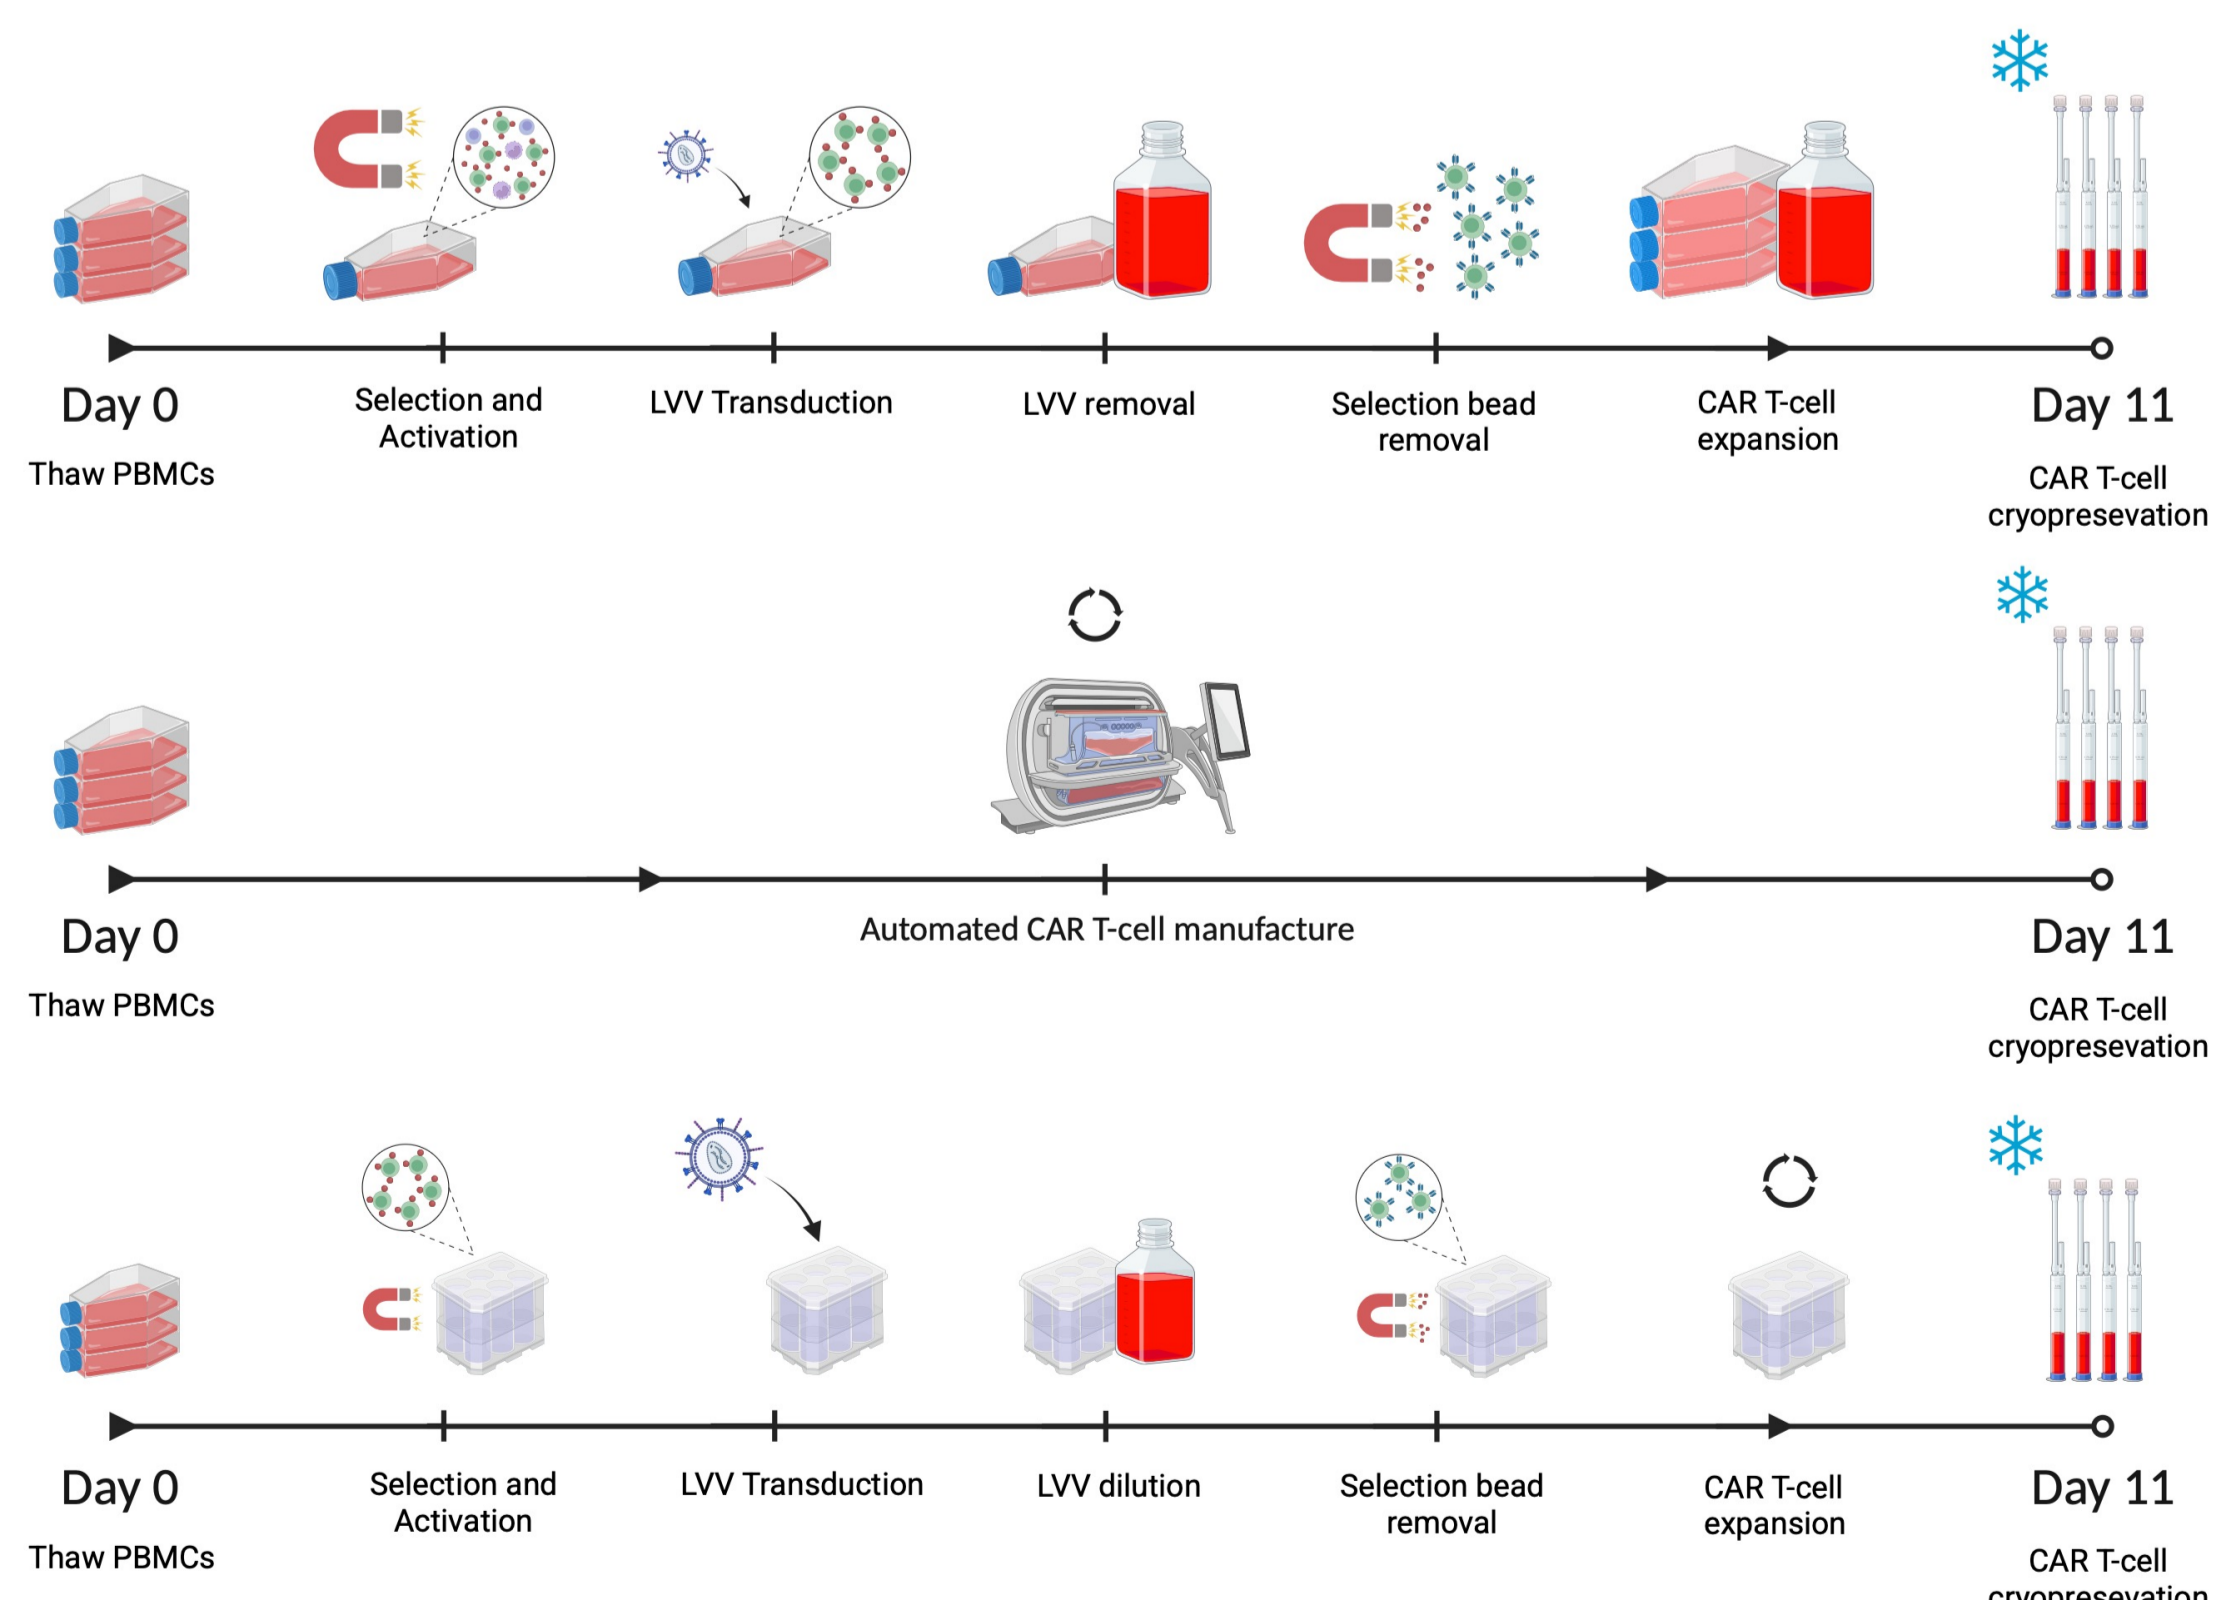 Day 0
Selection and
Activation
LVV Transduction
LVV removal
Selection bead
removal
CAR T-cell
expansion
Day 11
Thaw PBMCs
CAR T-cell
cryopresevation
Day 0
Automated CAR T-cell manufacture
Day 11
Thaw PBMCs
CAR T-cell
cryopresevation
Day 0
Selection and
Activation
LVV Transduction
LVV dilution
Selection bead
removal
CAR T-cell
expansion
Day 11
Thaw PBMCs
CAR T-cell
cryopresevation